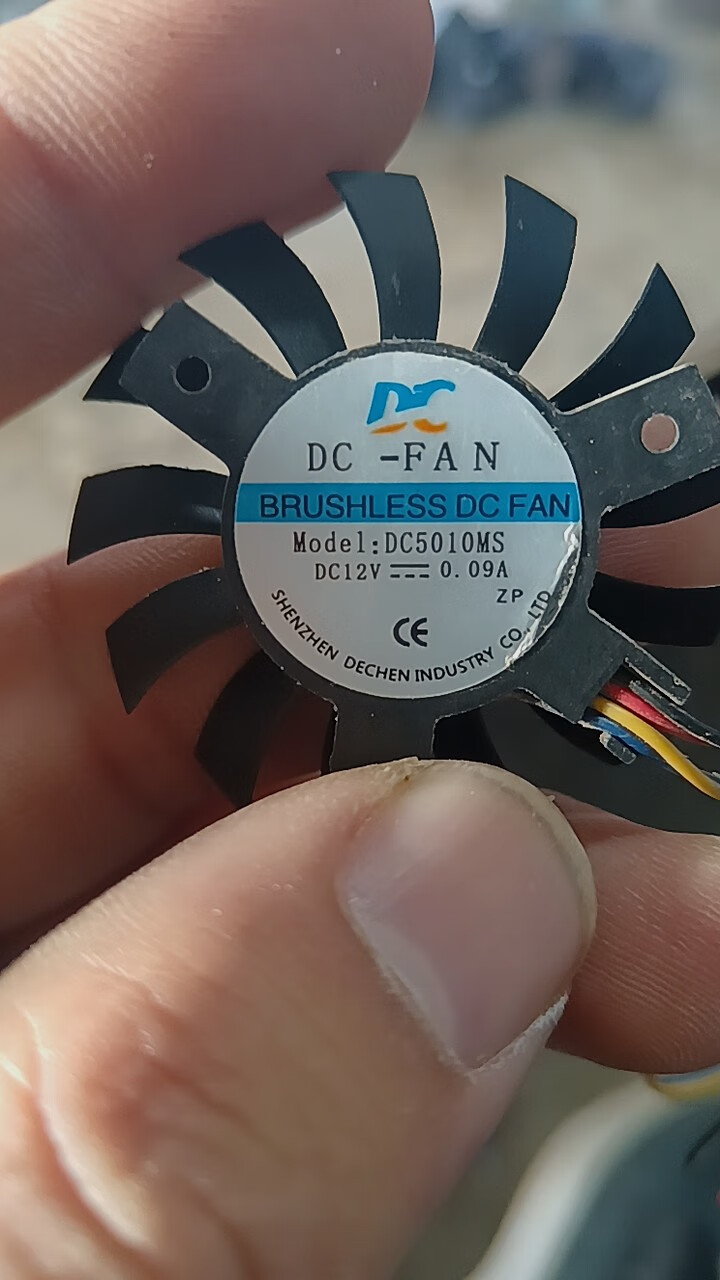 DC
DC -FAN
BRUSHLESS DC FAN
Model:DC5010MS
DC12V ⎓ 0.09A
ZP
CE
SHENZHEN DECHEN INDUSTRY CO., LTD